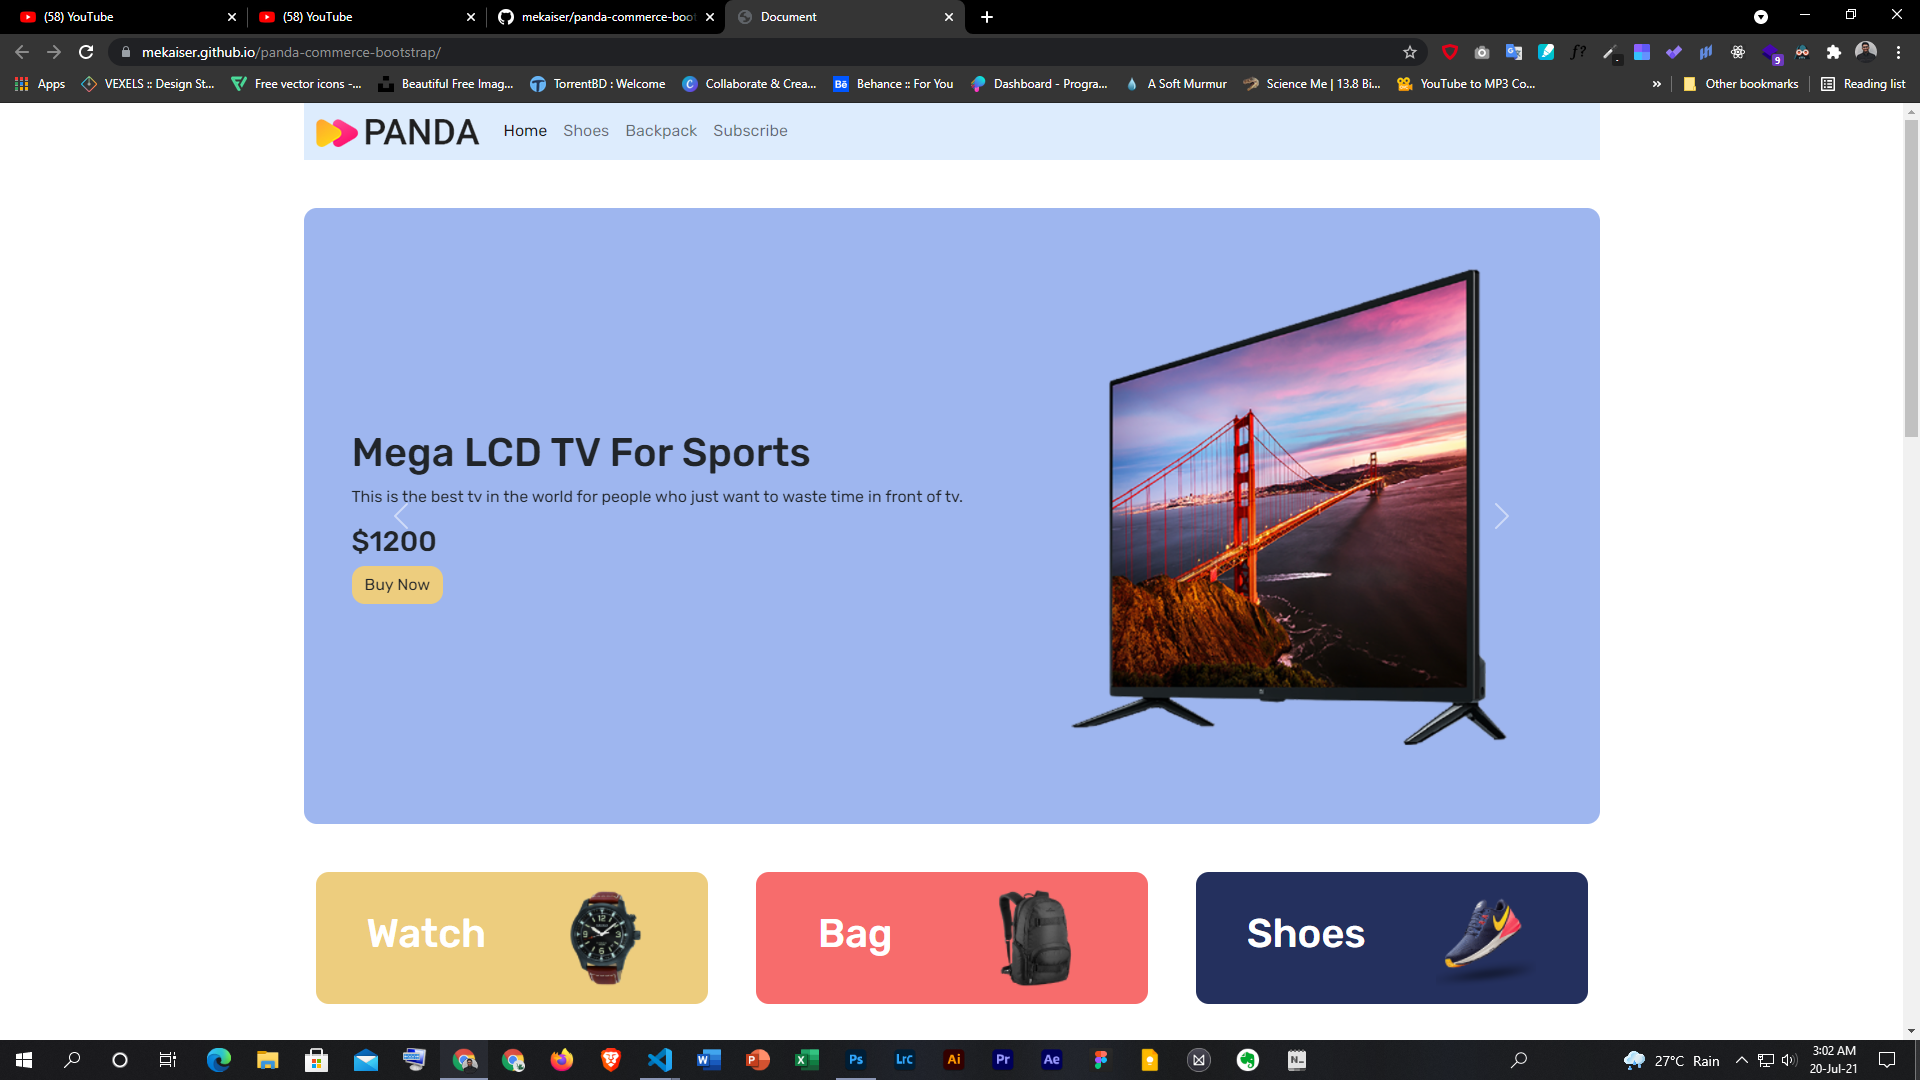 (58) YouTube
(58) YouTube
mekaiser/panda-commerce-boot
Document
mekaiser.github.io/panda-commerce-bootstrap/
Apps
VEXELS :: Design St...
Free vector icons -...
Beautiful Free Imag...
TorrentBD : Welcome
Collaborate & Crea...
Behance :: For You
Dashboard - Progra...
A Soft Murmur
Science Me | 13.8 Bi...
YouTube to MP3 Co...
Other bookmarks
Reading list
PANDA
Home
Shoes
Backpack
Subscribe
Mega LCD TV For Sports
This is the best tv in the world for people who just want to waste time in front of tv.
$1200
Buy Now
Watch
Bag
Shoes
27°C Rain
3:02 AM
20-Jul-21